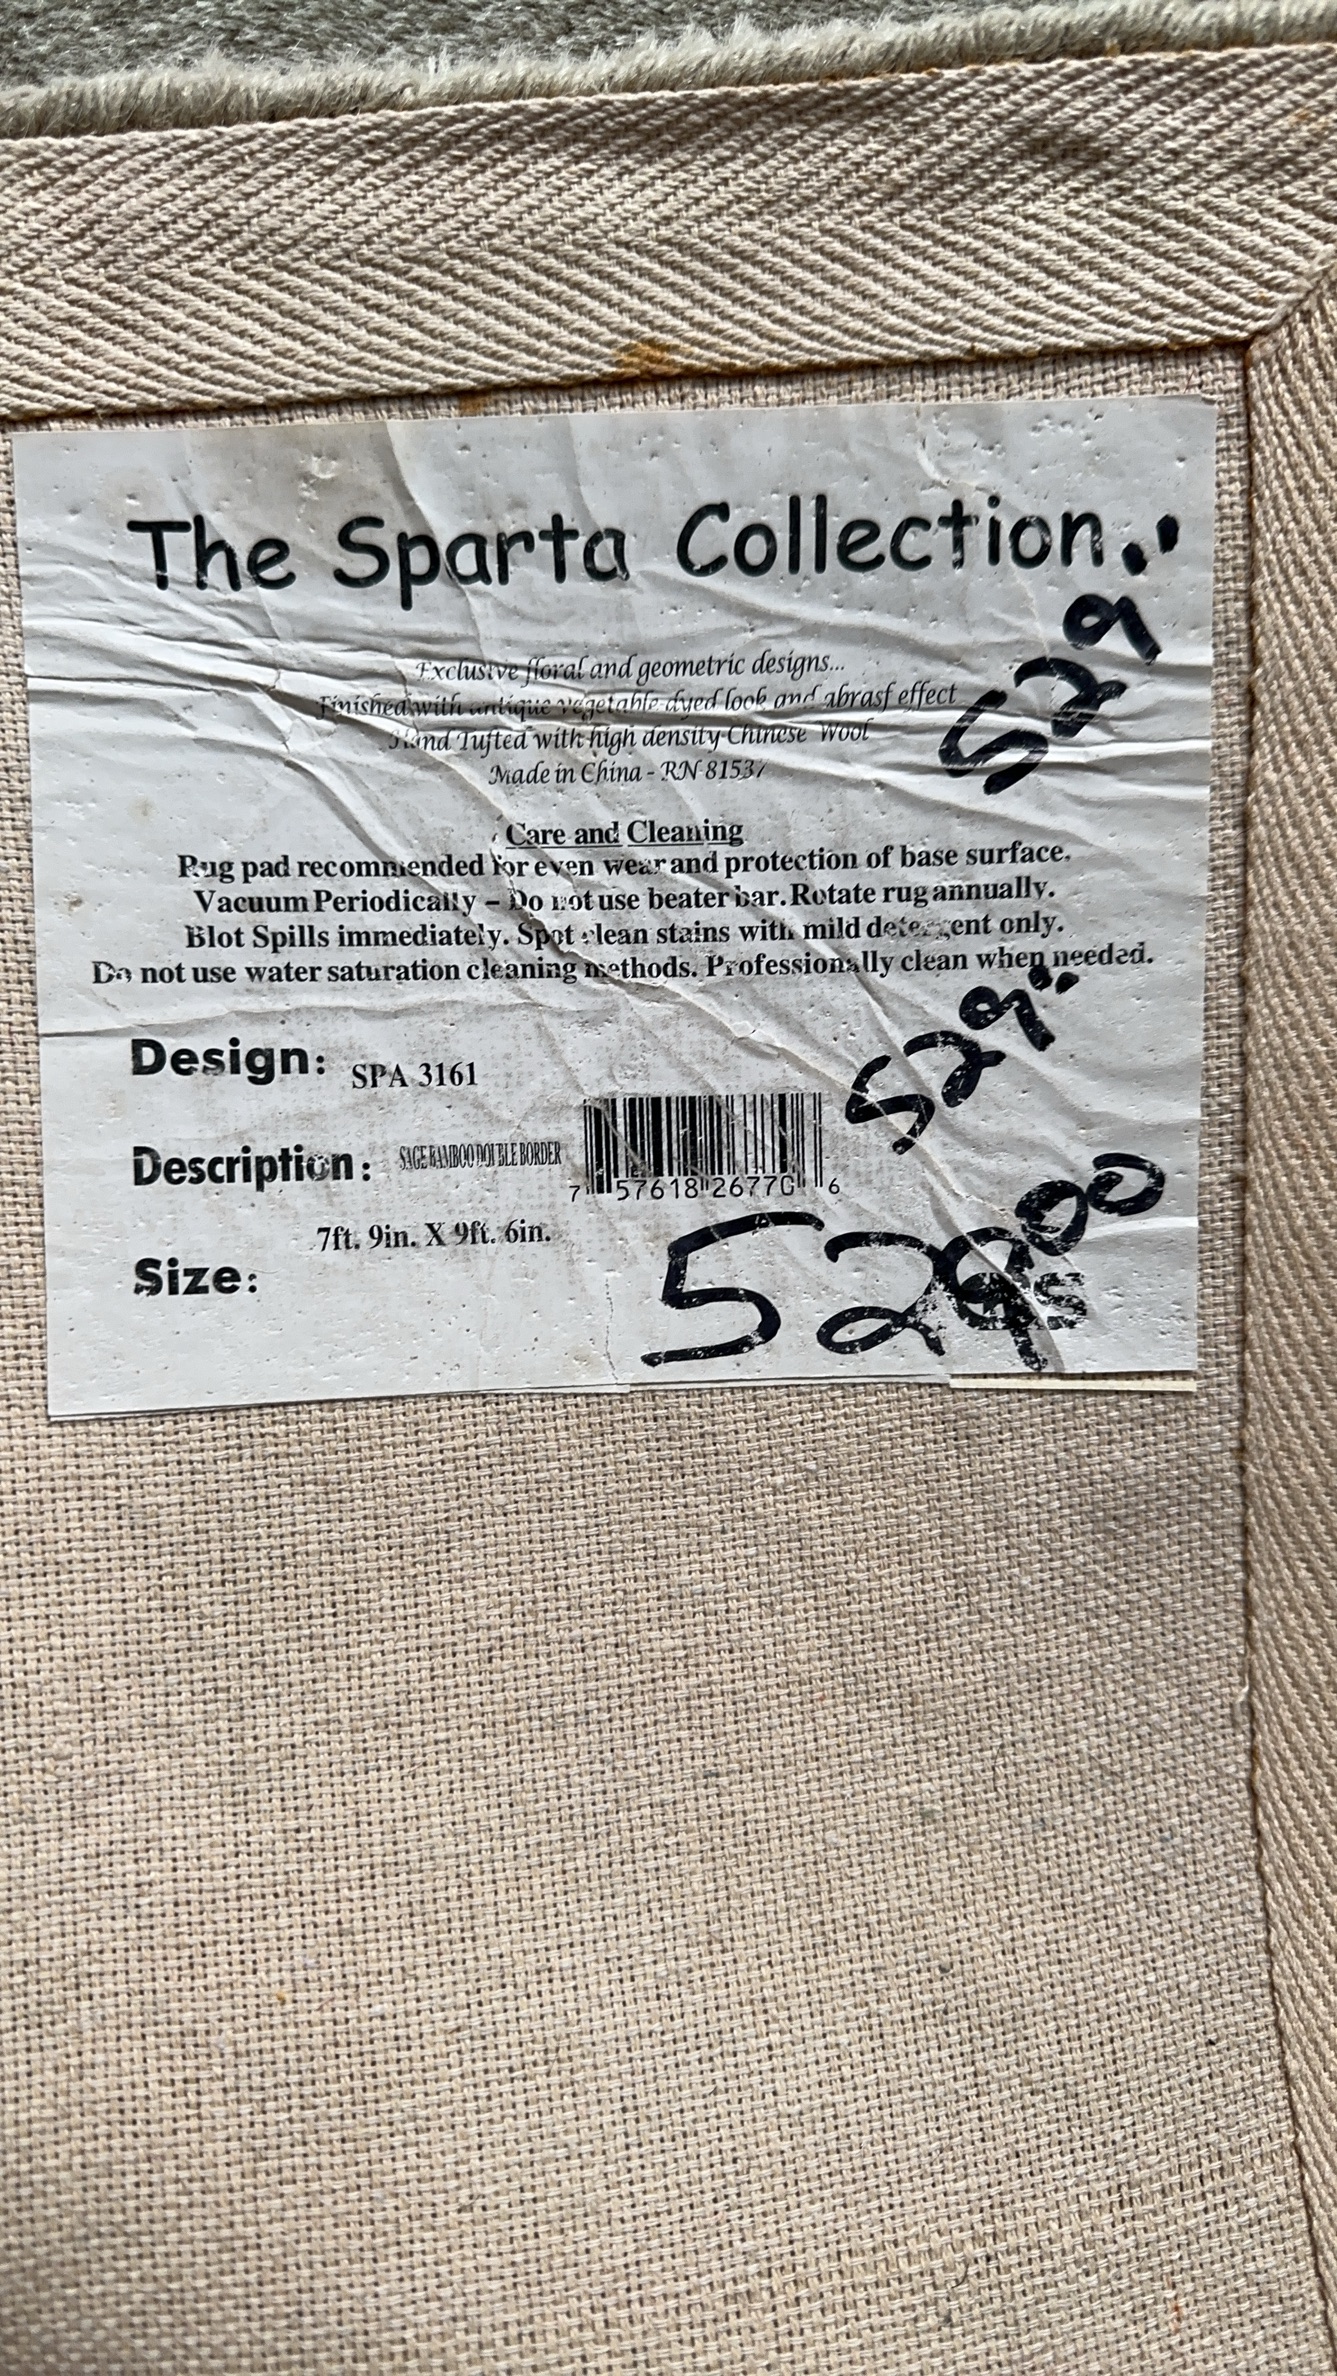 The Sparta Collection..
529
Exclusive floral and geometric designs...
Finished with antique vegetable dyed look and abrasf effect
Hand Tufted with high density Chinese Wool
Made in China - RN 81537
Care and Cleaning
Rug pad recommended for even wear and protection of base surface.
Vacuum Periodically – Do not use beater bar. Rotate rug annually.
Blot Spills immediately. Spot clean stains with mild detergent only.
Do not use water saturation cleaning methods. Professionally clean when needed.
529
Design: SPA 3161
Description: SAGE BAMBOO DOUBLE BORDER
7 57618 26770 6
7ft. 9in. X 9ft. 6in.
Size:
529 00